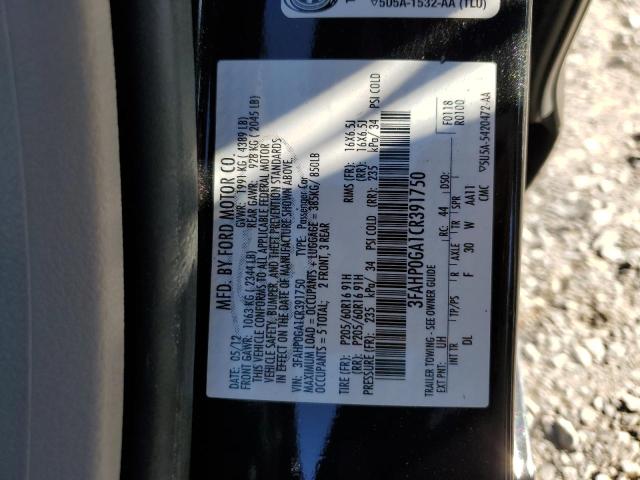 5U5A-1532-AA (TLU)
MFD. BY FORD MOTOR CO.
DATE: 05/12 GVWR: 1991 KG ( 4389 LB)
FRONT GAWR: 1063 KG ( 2344 LB) REAR GAWR: 928 KG ( 2045 LB)
THIS VEHICLE CONFORMS TO ALL APPLICABLE FEDERAL MOTOR
VEHICLE SAFETY, BUMPER, AND THEFT PREVENTION STANDARDS
IN EFFECT ON THE DATE OF MANUFACTURE SHOWN ABOVE.
VIN: 3FAHP0GA1CR391750 TYPE: Passenger Car
MAXIMUM LOAD = OCCUPANTS + LUGGAGE = 385KG/ 850LB
OCCUPANTS = 5 TOTAL; 2 FRONT, 3 REAR
TIRE (FR): P205/60R16 91H RIMS (FR): 16X6.5J
(RR): P205/60R16 91H (RR): 16X6.5J
PRESSURE (FR): 235 kPa/ 34 PSI COLD (RR): 235 kPa/ 34 PSI COLD
3FAHP0GA1CR391750
TRAILER TOWING - SEE OWNER GUIDE F0118
EXT PNT: UH RC: 44 DSO: R0100
INT TR TP/PS R AXLE TR SPR
DL F 30 W AA11
CMC 5U5A-5420472-AA